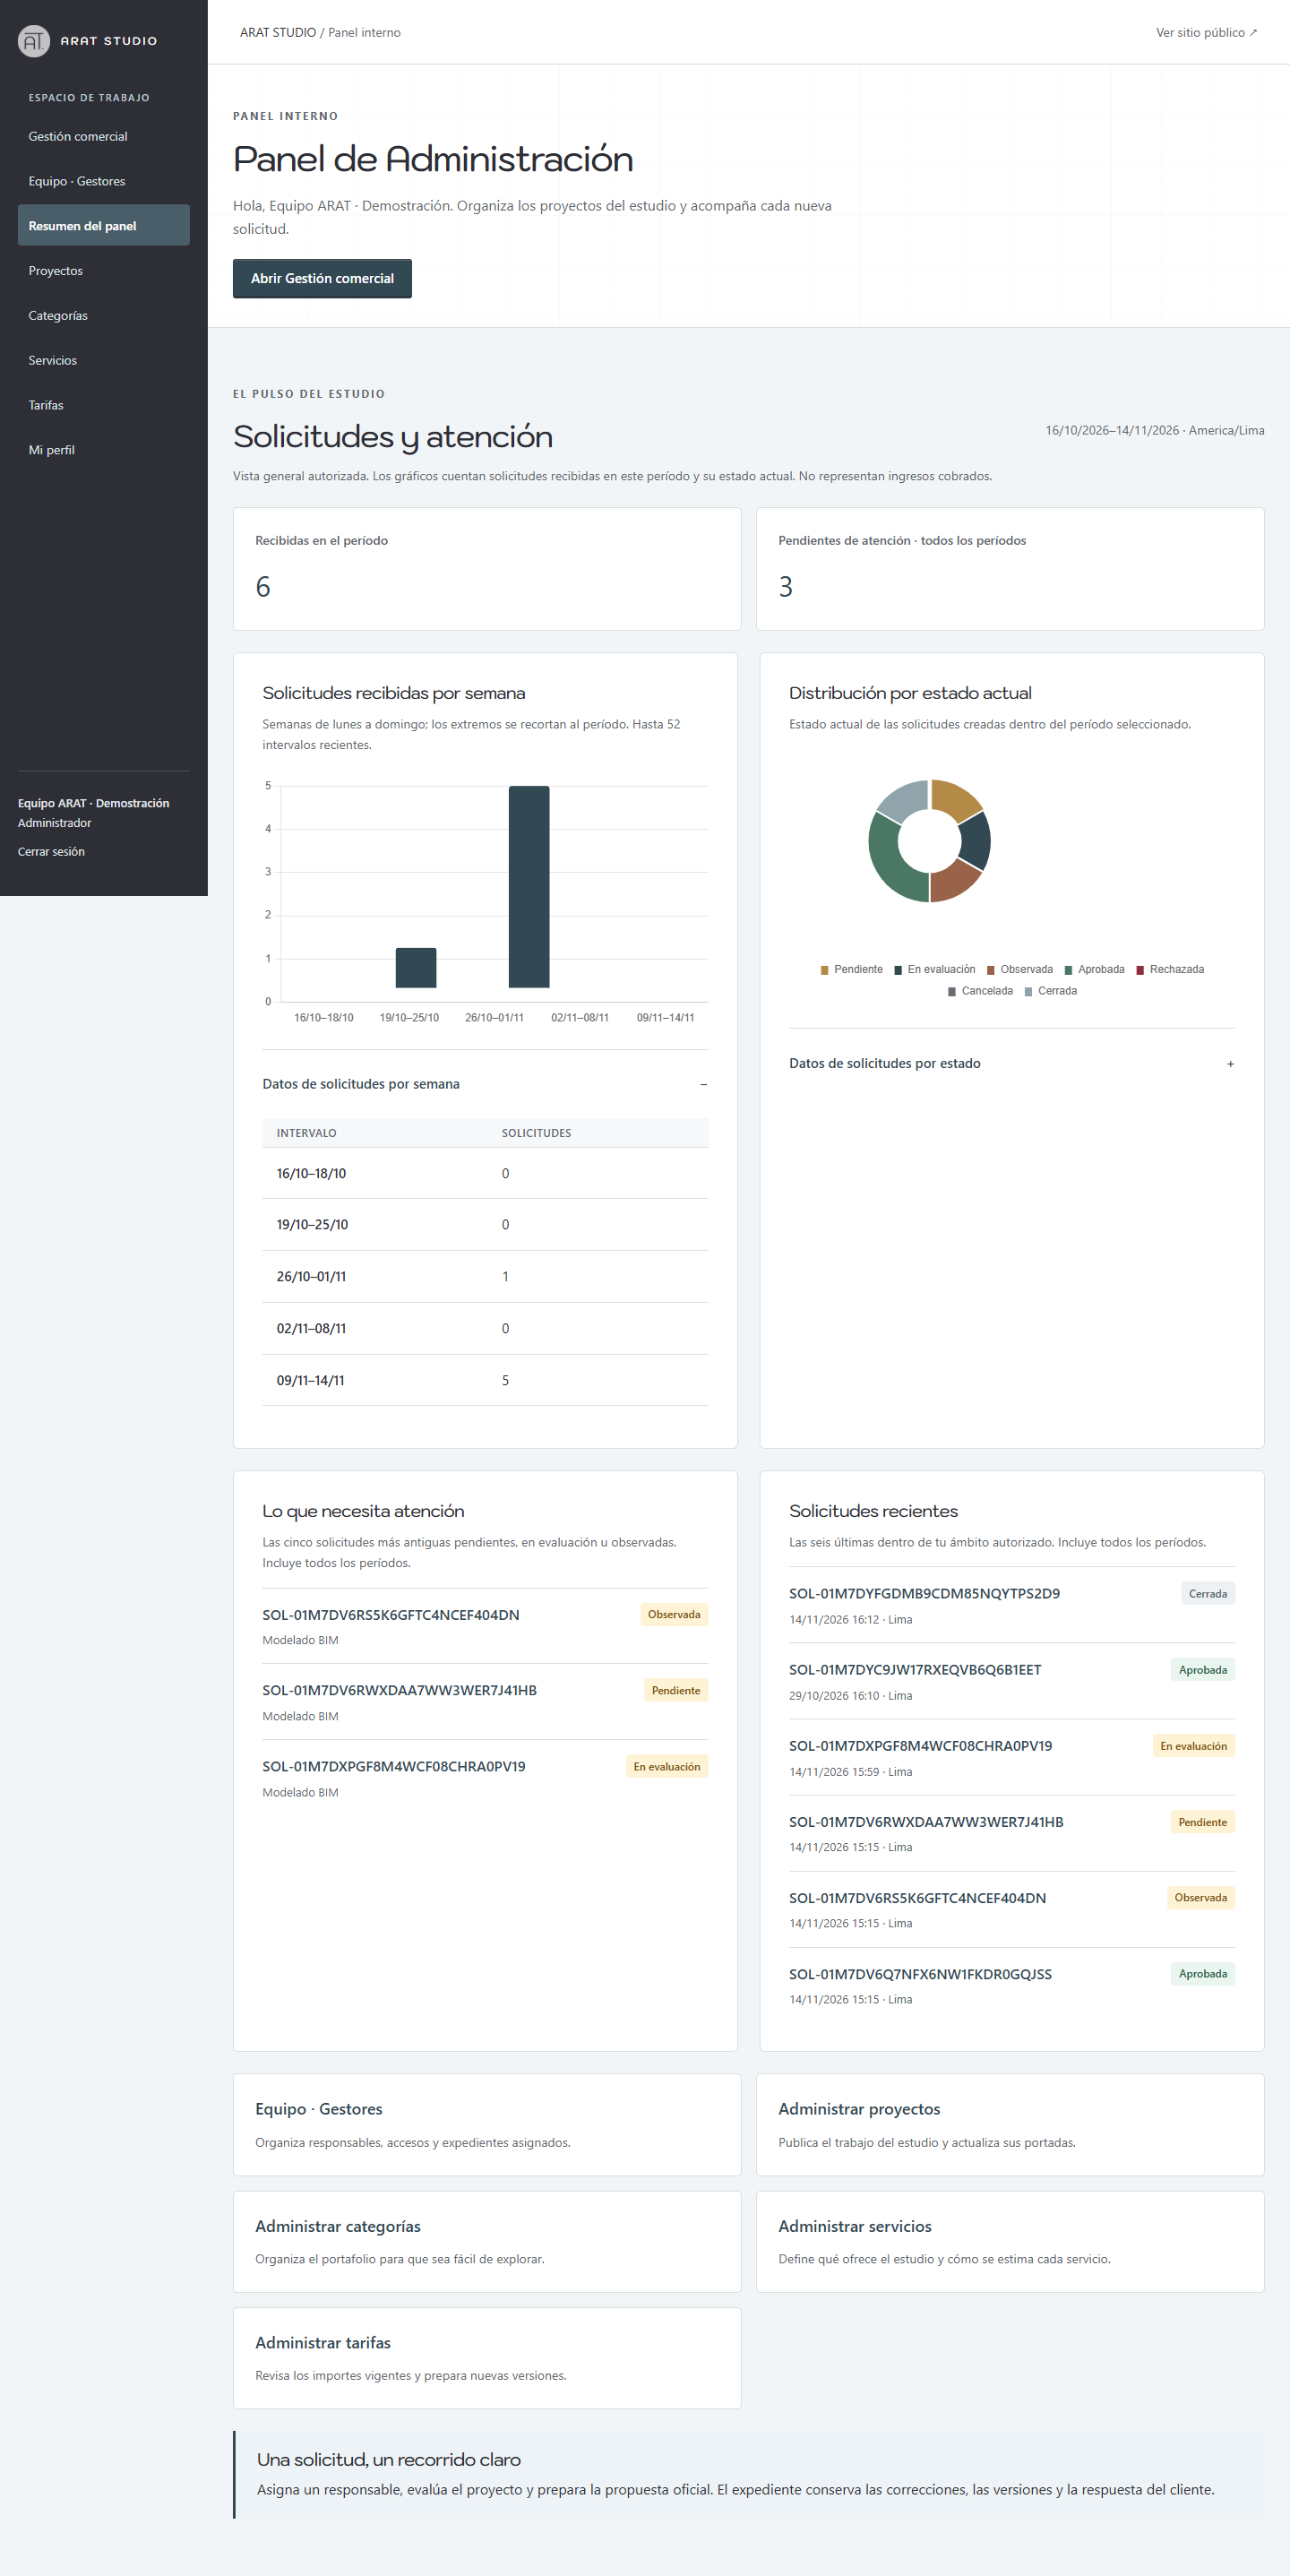 AT.
ARAT STUDIO
ESPACIO DE TRABAJO
Gestión comercial
Equipo · Gestores
Resumen del panel
Proyectos
Categorías
Servicios
Tarifas
Mi perfil
Equipo ARAT · Demostración
Administrador
Cerrar sesión
ARAT STUDIO / Panel interno
Ver sitio público ↗
PANEL INTERNO
Panel de Administración
Hola, Equipo ARAT · Demostración. Organiza los proyectos del estudio y acompaña cada nueva
solicitud.
Abrir Gestión comercial
EL PULSO DEL ESTUDIO
Solicitudes y atención
16/10/2026–14/11/2026 · America/Lima
Vista general autorizada. Los gráficos cuentan solicitudes recibidas en este período y su estado actual. No representan ingresos cobrados.
Recibidas en el período
6
Pendientes de atención · todos los períodos
3
Solicitudes recibidas por semana
Semanas de lunes a domingo; los extremos se recortan al período. Hasta 52
intervalos recientes.
5
4
3
2
1
0
16/10–18/10 19/10–25/10 26/10–01/11 02/11–08/11 09/11–14/11
Datos de solicitudes por semana −
INTERVALO SOLICITUDES
16/10–18/10 0
19/10–25/10 0
26/10–01/11 1
02/11–08/11 0
09/11–14/11 5
Distribución por estado actual
Estado actual de las solicitudes creadas dentro del período seleccionado.
Pendiente En evaluación Observada Aprobada Rechazada
Cancelada Cerrada
Datos de solicitudes por estado +
Lo que necesita atención
Las cinco solicitudes más antiguas pendientes, en evaluación u observadas.
Incluye todos los períodos.
SOL-01M7DV6RS5K6GFTC4NCEF404DN Observada
Modelado BIM
SOL-01M7DV6RWXDAA7WW3WER7J41HB Pendiente
Modelado BIM
SOL-01M7DXPGF8M4WCF08CHRA0PV19 En evaluación
Modelado BIM
Solicitudes recientes
Las seis últimas dentro de tu ámbito autorizado. Incluye todos los períodos.
SOL-01M7DYFGDMB9CDM85NQYTPS2D9 Cerrada
14/11/2026 16:12 · Lima
SOL-01M7DYC9JW17RXEQVB6Q6B1EET Aprobada
29/10/2026 16:10 · Lima
SOL-01M7DXPGF8M4WCF08CHRA0PV19 En evaluación
14/11/2026 15:59 · Lima
SOL-01M7DV6RWXDAA7WW3WER7J41HB Pendiente
14/11/2026 15:15 · Lima
SOL-01M7DV6RS5K6GFTC4NCEF404DN Observada
14/11/2026 15:15 · Lima
SOL-01M7DV6Q7NFX6NW1FKDR0GQJSS Aprobada
14/11/2026 15:15 · Lima
Equipo · Gestores
Organiza responsables, accesos y expedientes asignados.
Administrar proyectos
Publica el trabajo del estudio y actualiza sus portadas.
Administrar categorías
Organiza el portafolio para que sea fácil de explorar.
Administrar servicios
Define qué ofrece el estudio y cómo se estima cada servicio.
Administrar tarifas
Revisa los importes vigentes y prepara nuevas versiones.
Una solicitud, un recorrido claro
Asigna un responsable, evalúa el proyecto y prepara la propuesta oficial. El expediente conserva las correcciones, las versiones y la respuesta del cliente.